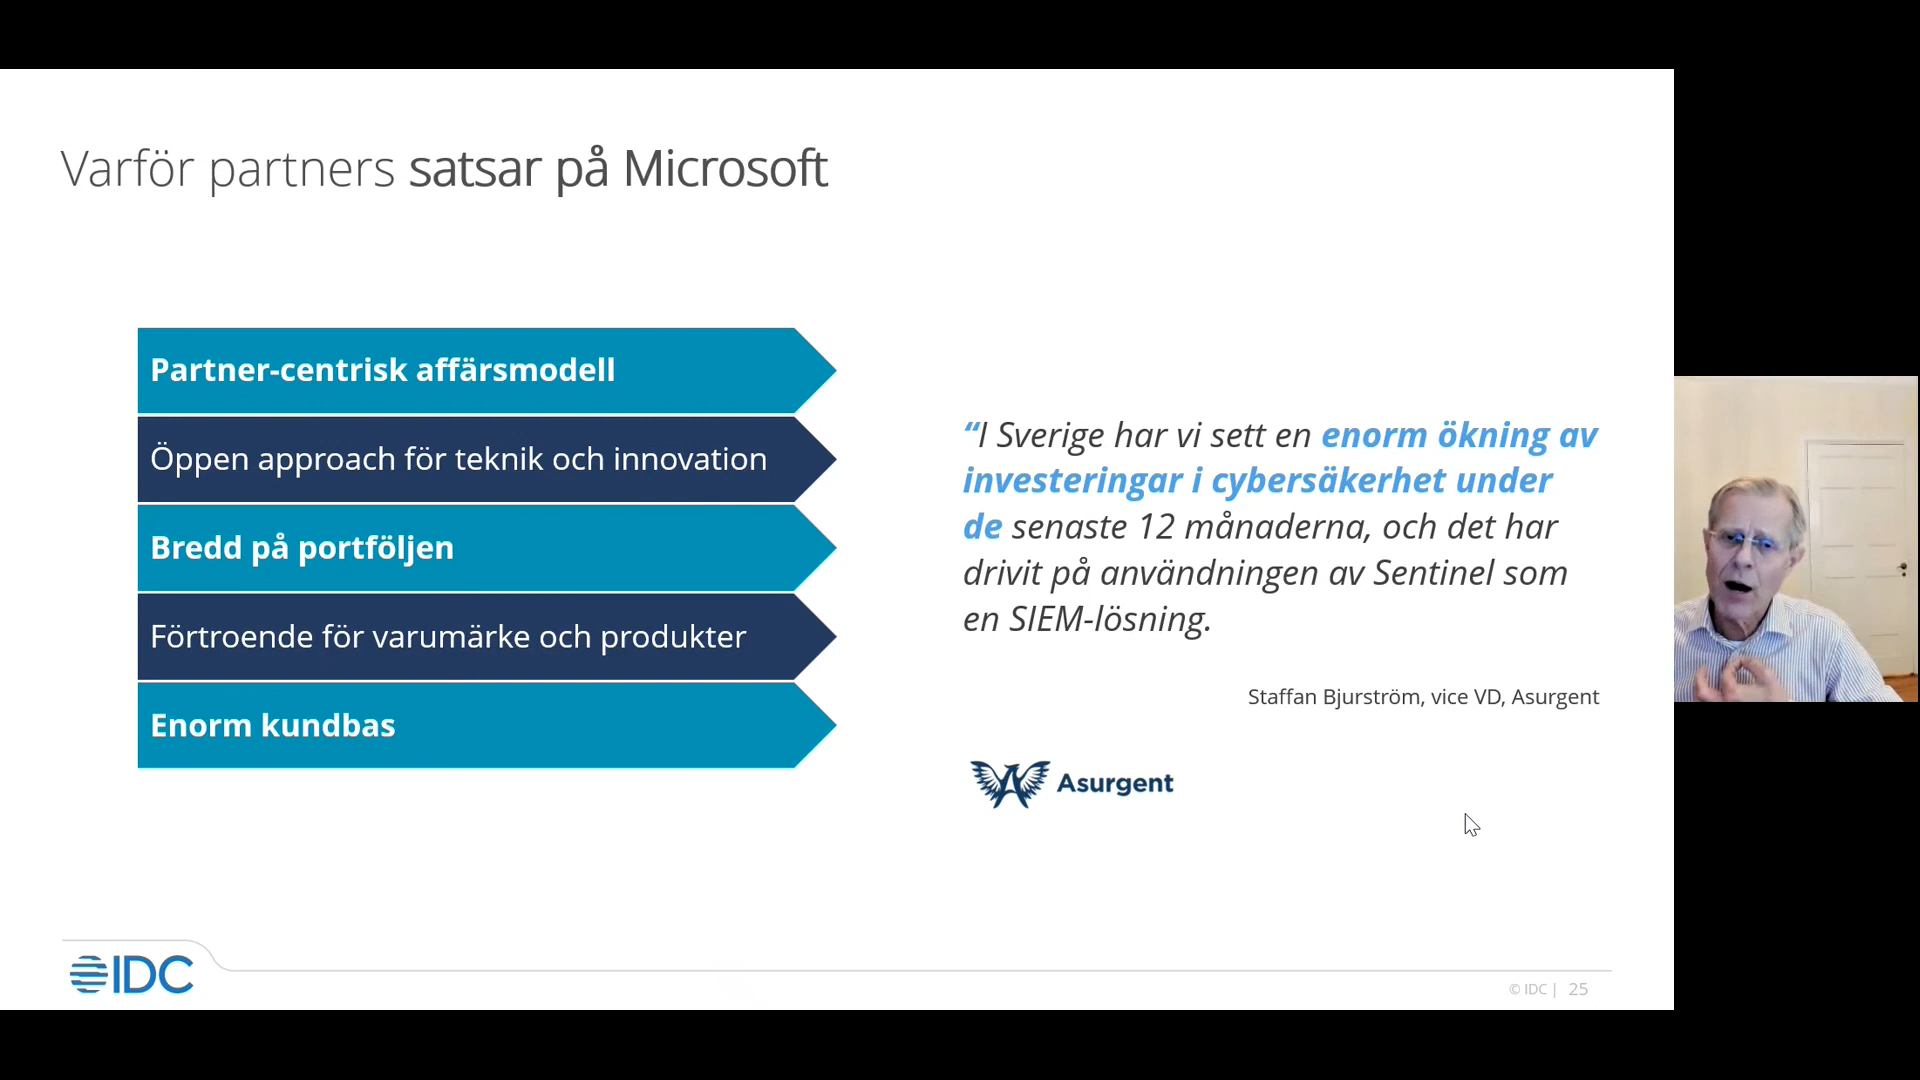 Varför partners satsar på Microsoft
Partner-centrisk affärsmodell
Öppen approach för teknik och innovation
Bredd på portföljen
Förtroende för varumärke och produkter
Enorm kundbas
“I Sverige har vi sett en enorm ökning av
investeringar i cybersäkerhet under
de senaste 12 månaderna, och det har
drivit på användningen av Sentinel som
en SIEM-lösning.
Staffan Bjurström, vice VD, Asurgent
Asurgent
IDC
© IDC | 25